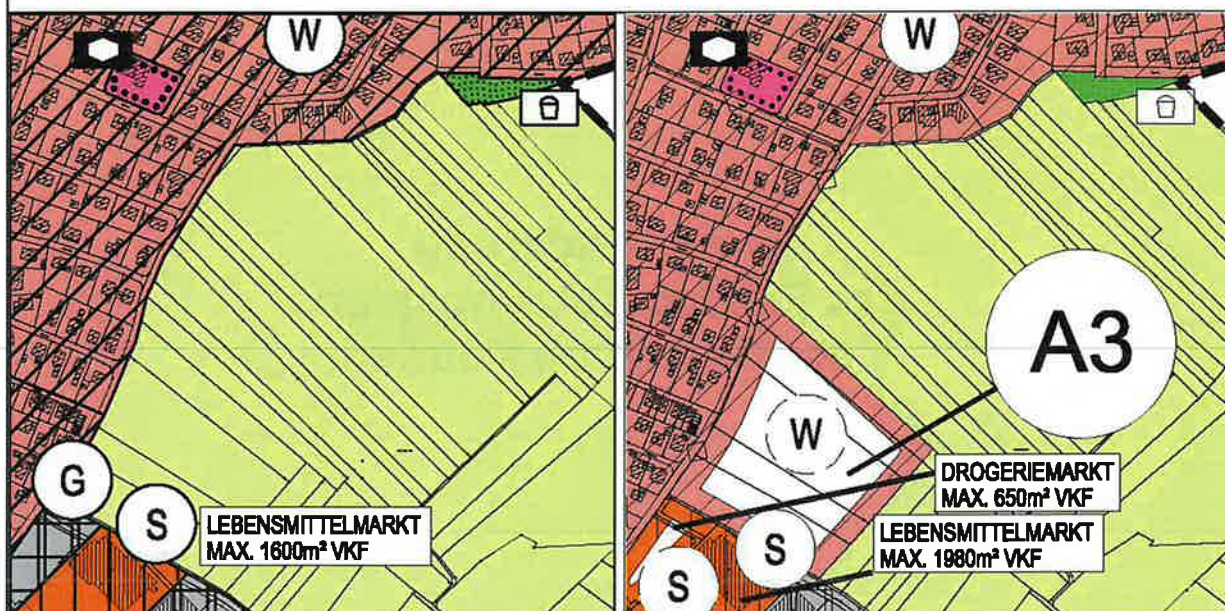 W
G
S
LEBENSMITTELMARKT
MAX. 1600m² VKF
W
A3
W
DROGERIEMARKT
MAX. 650m² VKF
LEBENSMITTELMARKT
MAX. 1980m² VKF
S
S